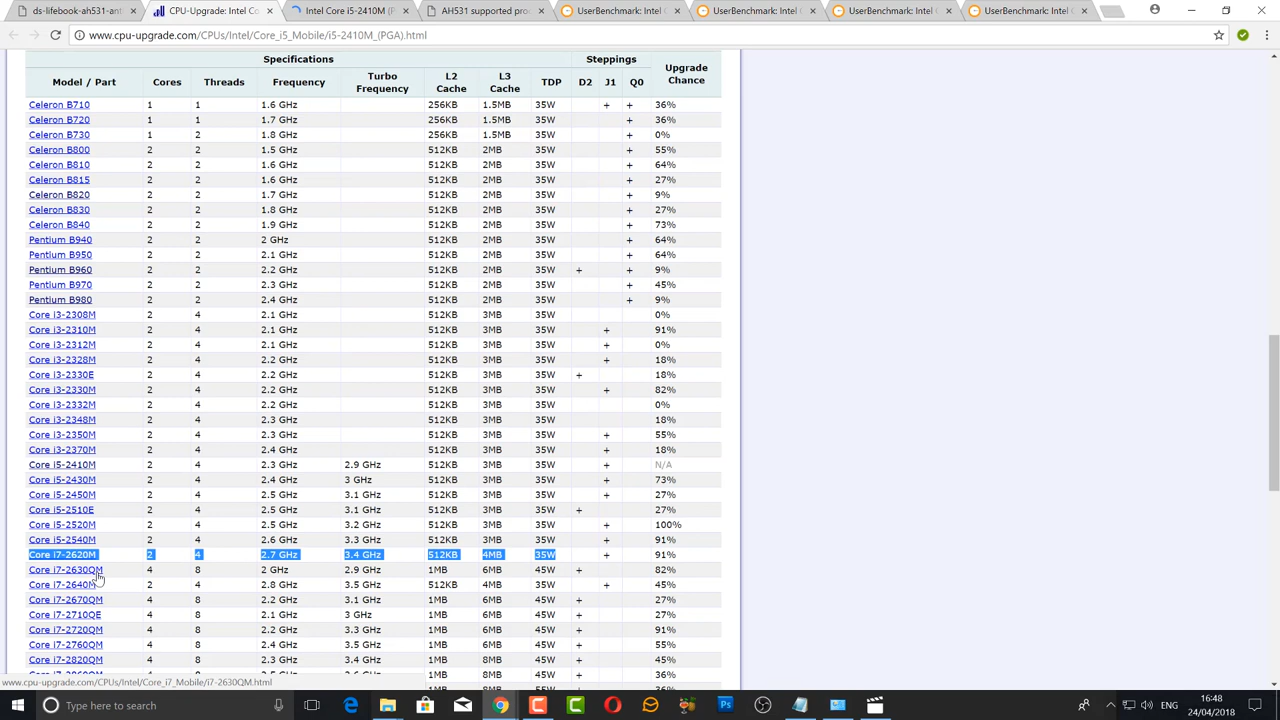 ds-lifebook-ah531-anti
CPU-Upgrade: Intel Co
Intel Core i5-2410M (P
AH531 supported pro
UserBenchmark: Intel C
UserBenchmark: Intel C
UserBenchmark: Intel C
UserBenchmark: Intel C
www.cpu-upgrade.com/CPUs/Intel/Core_i5_Mobile/i5-2410M_(PGA).html
Specifications Steppings Upgrade Chance
Model / Part Cores Threads Frequency Turbo Frequency L2 Cache L3 Cache TDP D2 J1 Q0
Celeron B710 1 1 1.6 GHz 256KB 1.5MB 35W + + 36%
Celeron B720 1 1 1.7 GHz 256KB 1.5MB 35W + 36%
Celeron B730 1 2 1.8 GHz 256KB 1.5MB 35W + 0%
Celeron B800 2 2 1.5 GHz 512KB 2MB 35W + 55%
Celeron B810 2 2 1.6 GHz 512KB 2MB 35W + 64%
Celeron B815 2 2 1.6 GHz 512KB 2MB 35W + 27%
Celeron B820 2 2 1.7 GHz 512KB 2MB 35W + 9%
Celeron B830 2 2 1.8 GHz 512KB 2MB 35W + 27%
Celeron B840 2 2 1.9 GHz 512KB 2MB 35W + 73%
Pentium B940 2 2 2 GHz 512KB 2MB 35W + 64%
Pentium B950 2 2 2.1 GHz 512KB 2MB 35W + 64%
Pentium B960 2 2 2.2 GHz 512KB 2MB 35W + + 9%
Pentium B970 2 2 2.3 GHz 512KB 2MB 35W + 45%
Pentium B980 2 2 2.4 GHz 512KB 2MB 35W + 9%
Core i3-2308M 2 4 2.1 GHz 512KB 3MB 35W 0%
Core i3-2310M 2 4 2.1 GHz 512KB 3MB 35W + 91%
Core i3-2312M 2 4 2.1 GHz 512KB 3MB 35W + 0%
Core i3-2328M 2 4 2.2 GHz 512KB 3MB 35W + 18%
Core i3-2330E 2 4 2.2 GHz 512KB 3MB 35W + 18%
Core i3-2330M 2 4 2.2 GHz 512KB 3MB 35W + 82%
Core i3-2332M 2 4 2.2 GHz 512KB 3MB 35W 0%
Core i3-2348M 2 4 2.3 GHz 512KB 3MB 35W 18%
Core i3-2350M 2 4 2.3 GHz 512KB 3MB 35W + 55%
Core i3-2370M 2 4 2.4 GHz 512KB 3MB 35W + 18%
Core i5-2410M 2 4 2.3 GHz 2.9 GHz 512KB 3MB 35W + N/A
Core i5-2430M 2 4 2.4 GHz 3 GHz 512KB 3MB 35W + 73%
Core i5-2450M 2 4 2.5 GHz 3.1 GHz 512KB 3MB 35W + 27%
Core i5-2510E 2 4 2.5 GHz 3.1 GHz 512KB 3MB 35W + 27%
Core i5-2520M 2 4 2.5 GHz 3.2 GHz 512KB 3MB 35W + 100%
Core i5-2540M 2 4 2.6 GHz 3.3 GHz 512KB 3MB 35W + 91%
Core i7-2620M 2 4 2.7 GHz 3.4 GHz 512KB 4MB 35W + 91%
Core i7-2630QM 4 8 2 GHz 2.9 GHz 1MB 6MB 45W + 82%
Core i7-2640M 2 4 2.8 GHz 3.5 GHz 512KB 4MB 35W + 45%
Core i7-2670QM 4 8 2.2 GHz 3.1 GHz 1MB 6MB 45W + 27%
Core i7-2710QE 4 8 2.1 GHz 3 GHz 1MB 6MB 45W + 27%
Core i7-2720QM 4 8 2.2 GHz 3.3 GHz 1MB 6MB 45W + 91%
Core i7-2760QM 4 8 2.4 GHz 3.5 GHz 1MB 6MB 45W + 55%
Core i7-2820QM 4 8 2.3 GHz 3.4 GHz 1MB 8MB 45W + 45%
1MB 8MB 45W + 36%
www.cpu-upgrade.com/CPUs/Intel/Core_i7_Mobile/i7-2630QM.html
Type here to search
ENG
16:48
24/04/2018